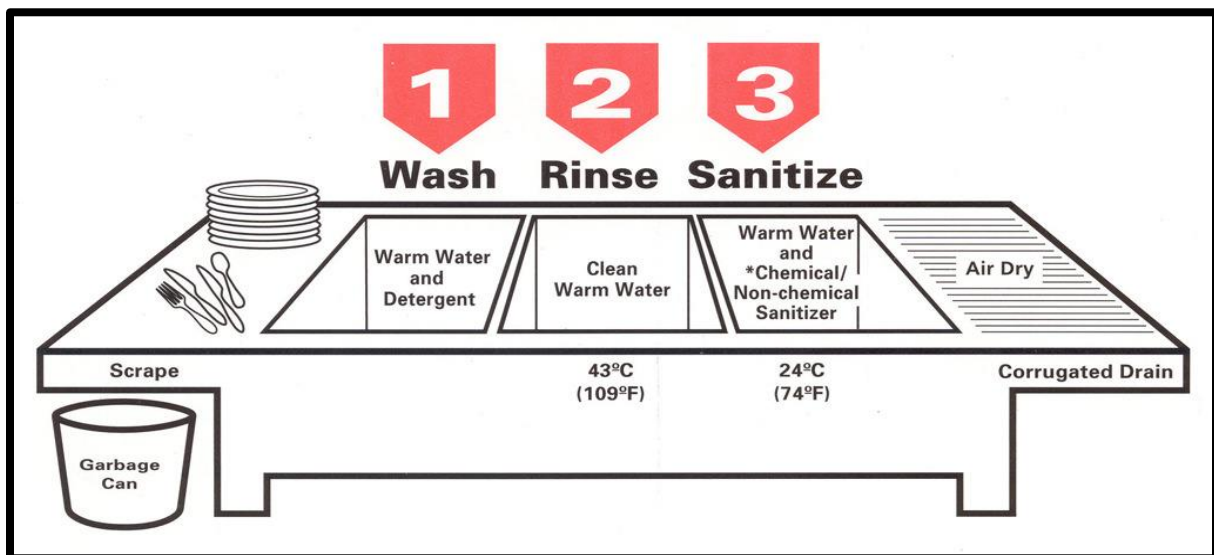 1 2 3
Wash Rinse Sanitize
Warm Water
and
Detergent
Clean
Warm Water
Warm Water
and
*Chemical/
Non-chemical
Sanitizer
Air Dry
Scrape
43ºC
(109ºF)
24ºC
(74ºF)
Corrugated Drain
Garbage
Can